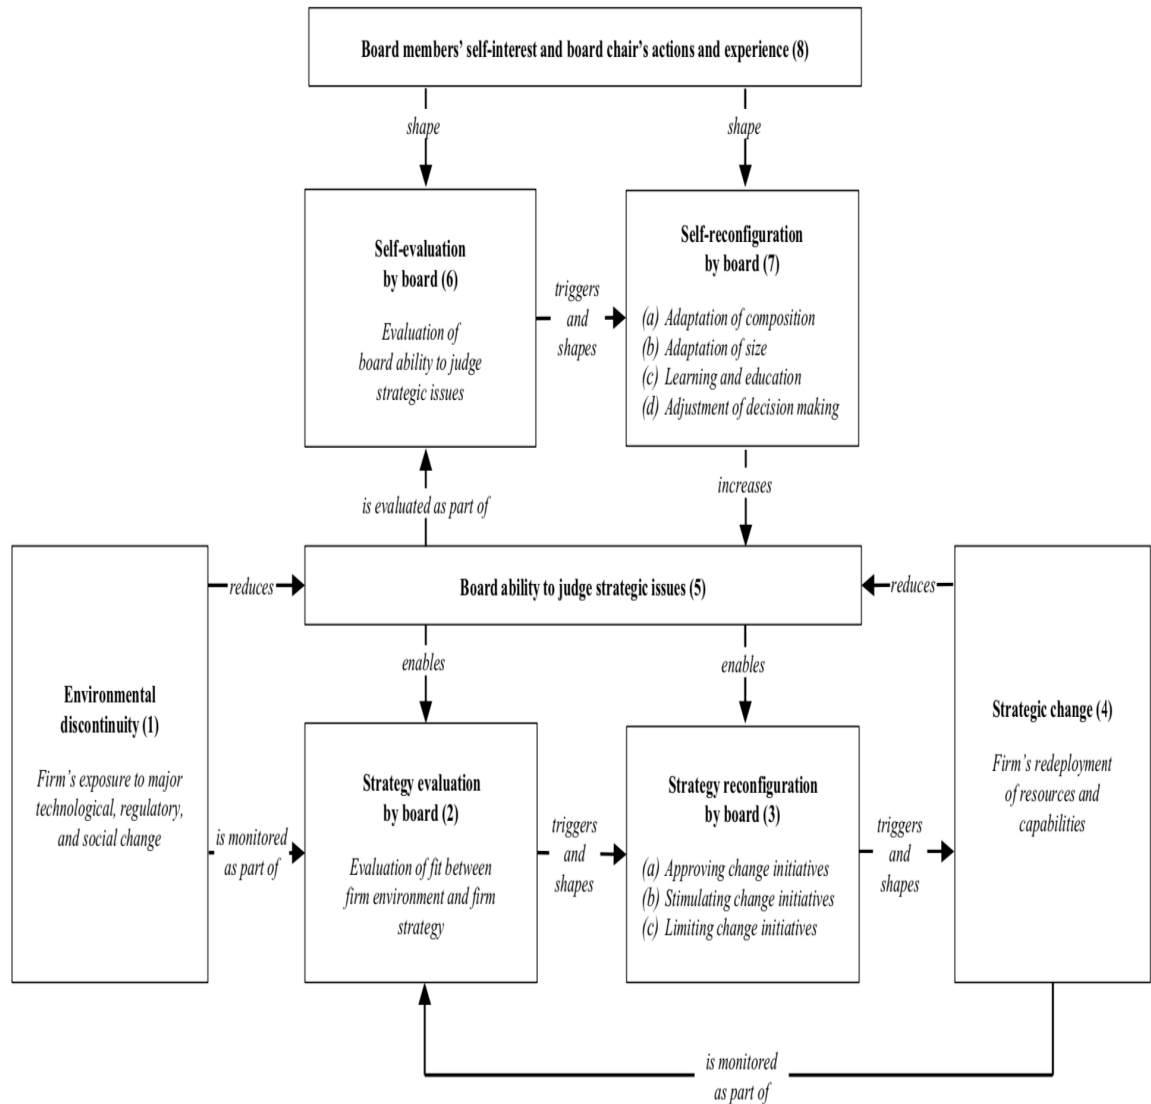 Board members' self-interest and board chair's actions and experience (8)
shape
shape
Self-evaluation
by board (6)
Evaluation of
board ability to judge
strategic issues
triggers
and
shapes
Self-reconfiguration
by board (7)
(a) Adaptation of composition
(b) Adaptation of size
(c) Learning and education
(d) Adjustment of decision making
is evaluated as part of
increases
reduces
Board ability to judge strategic issues (5)
reduces
enables
enables
Environmental
discontinuity (1)
Firm's exposure to major
technological, regulatory,
and social change
is monitored
as part of
Strategy evaluation
by board (2)
Evaluation of fit between
firm environment and firm
strategy
triggers
and
shapes
Strategy reconfiguration
by board (3)
(a) Approving change initiatives
(b) Stimulating change initiatives
(c) Limiting change initiatives
triggers
and
shapes
Strategic change (4)
Firm's redeployment
of resources and
capabilities
is monitored
as part of